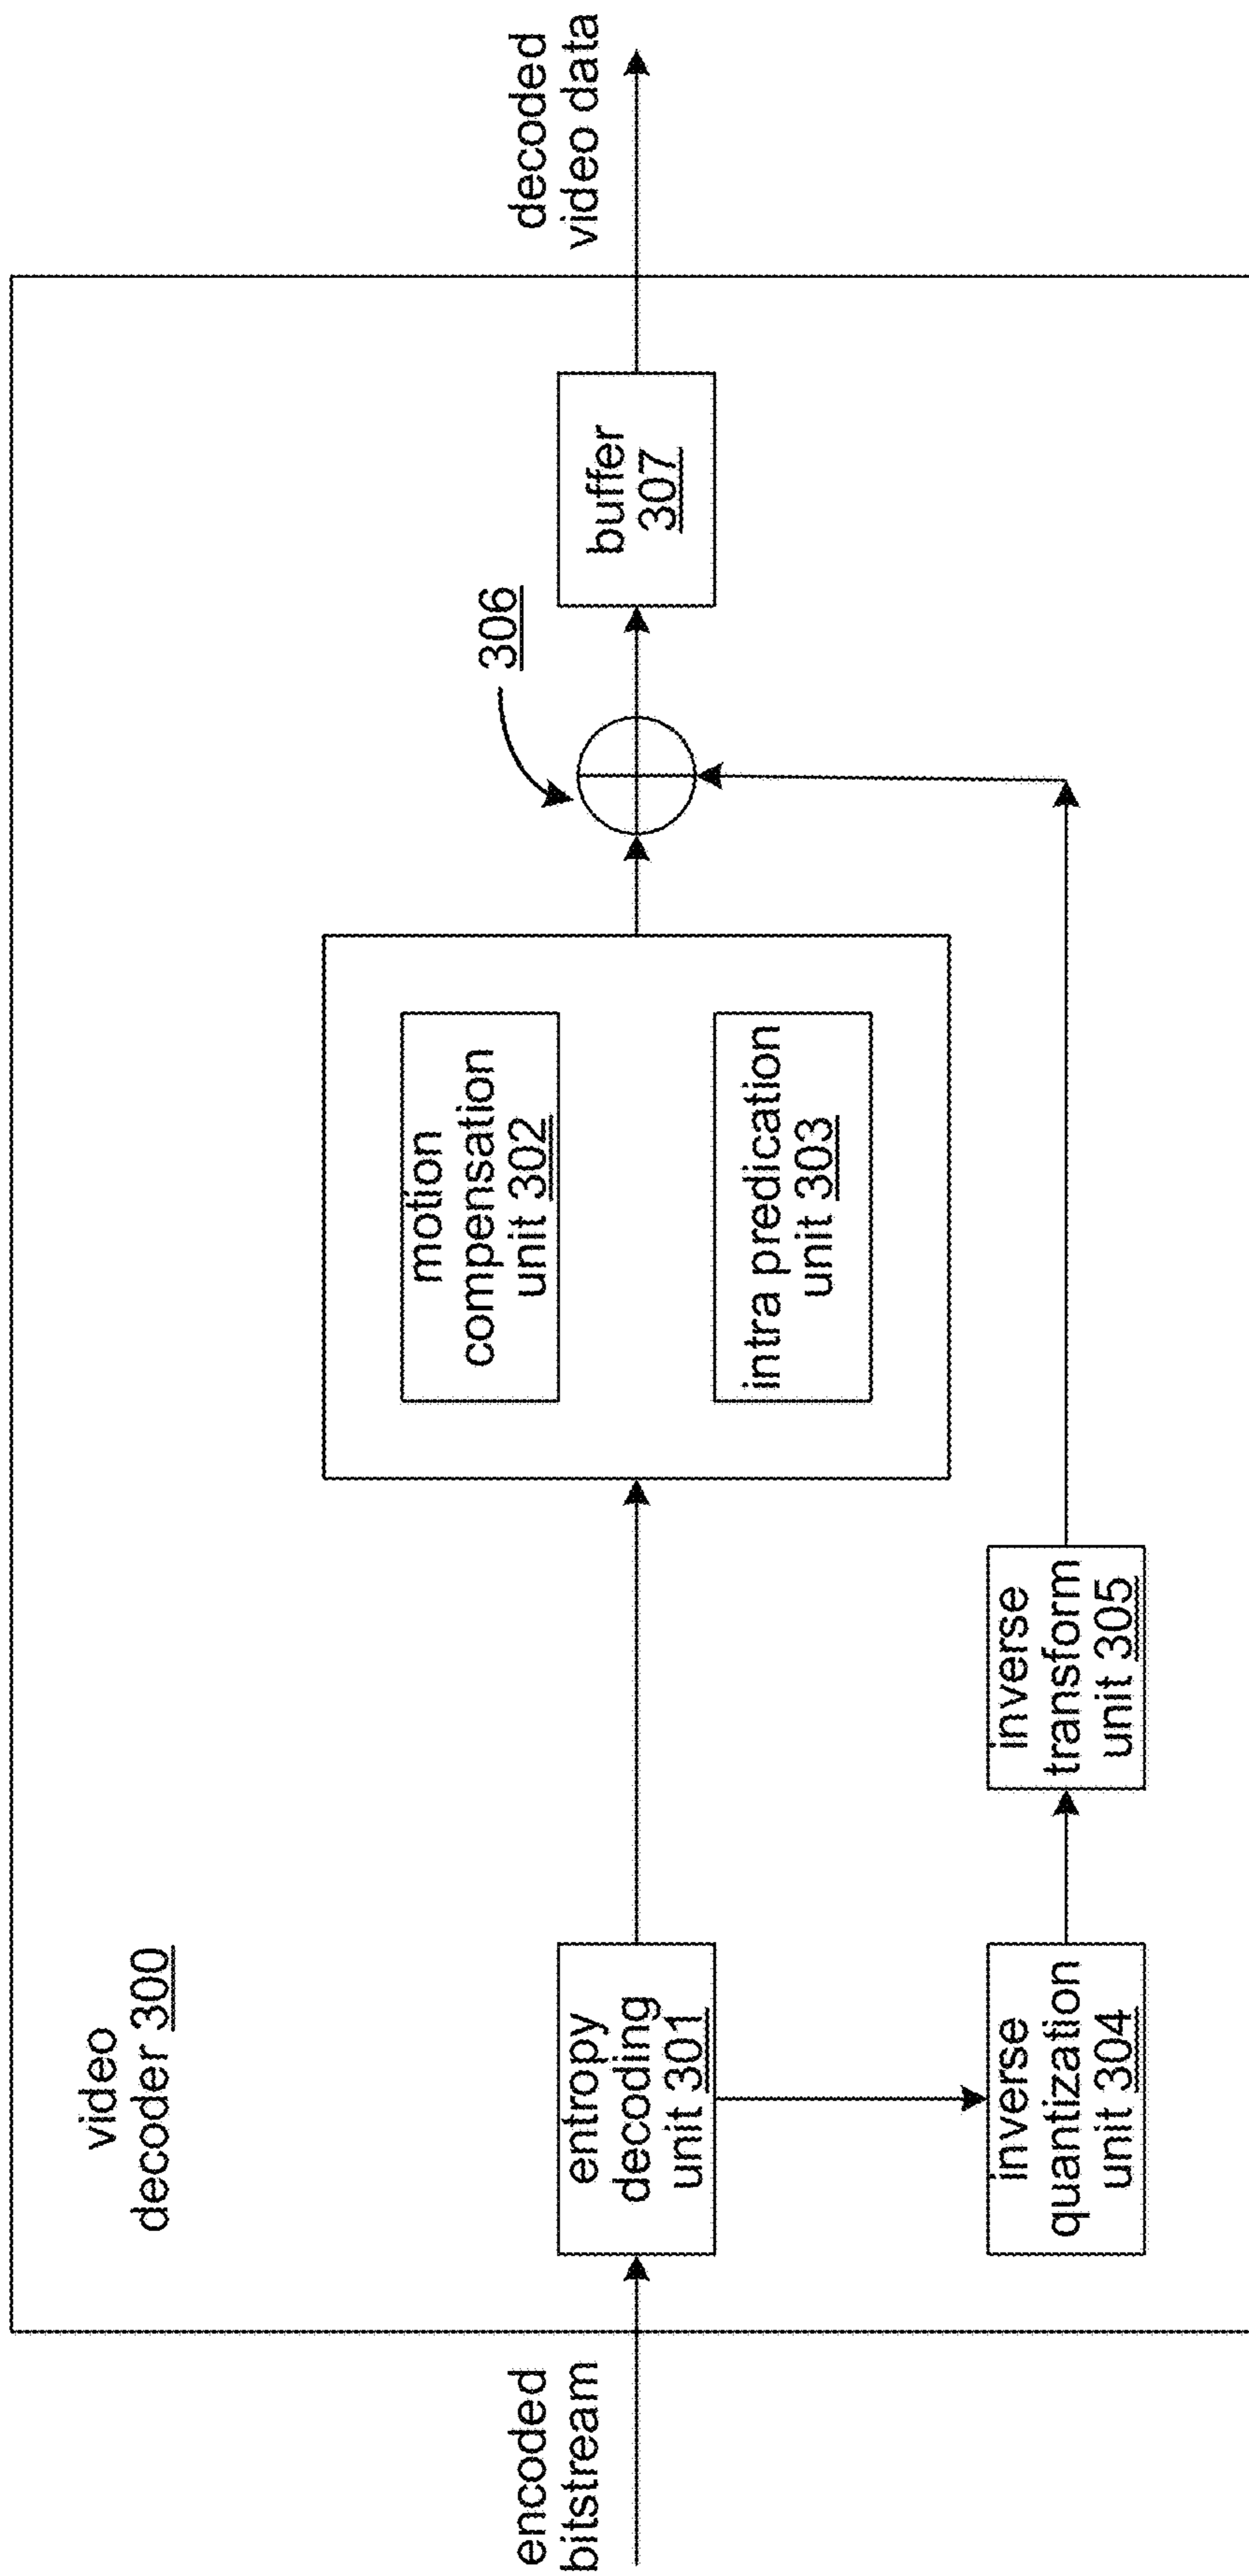 video
decoder 300
encoded
bitstream
entropy
decoding
unit 301
motion
compensation
unit 302
intra predication
unit 303
306
buffer
307
decoded
video data
inverse
quantization
unit 304
inverse
transform
unit 305